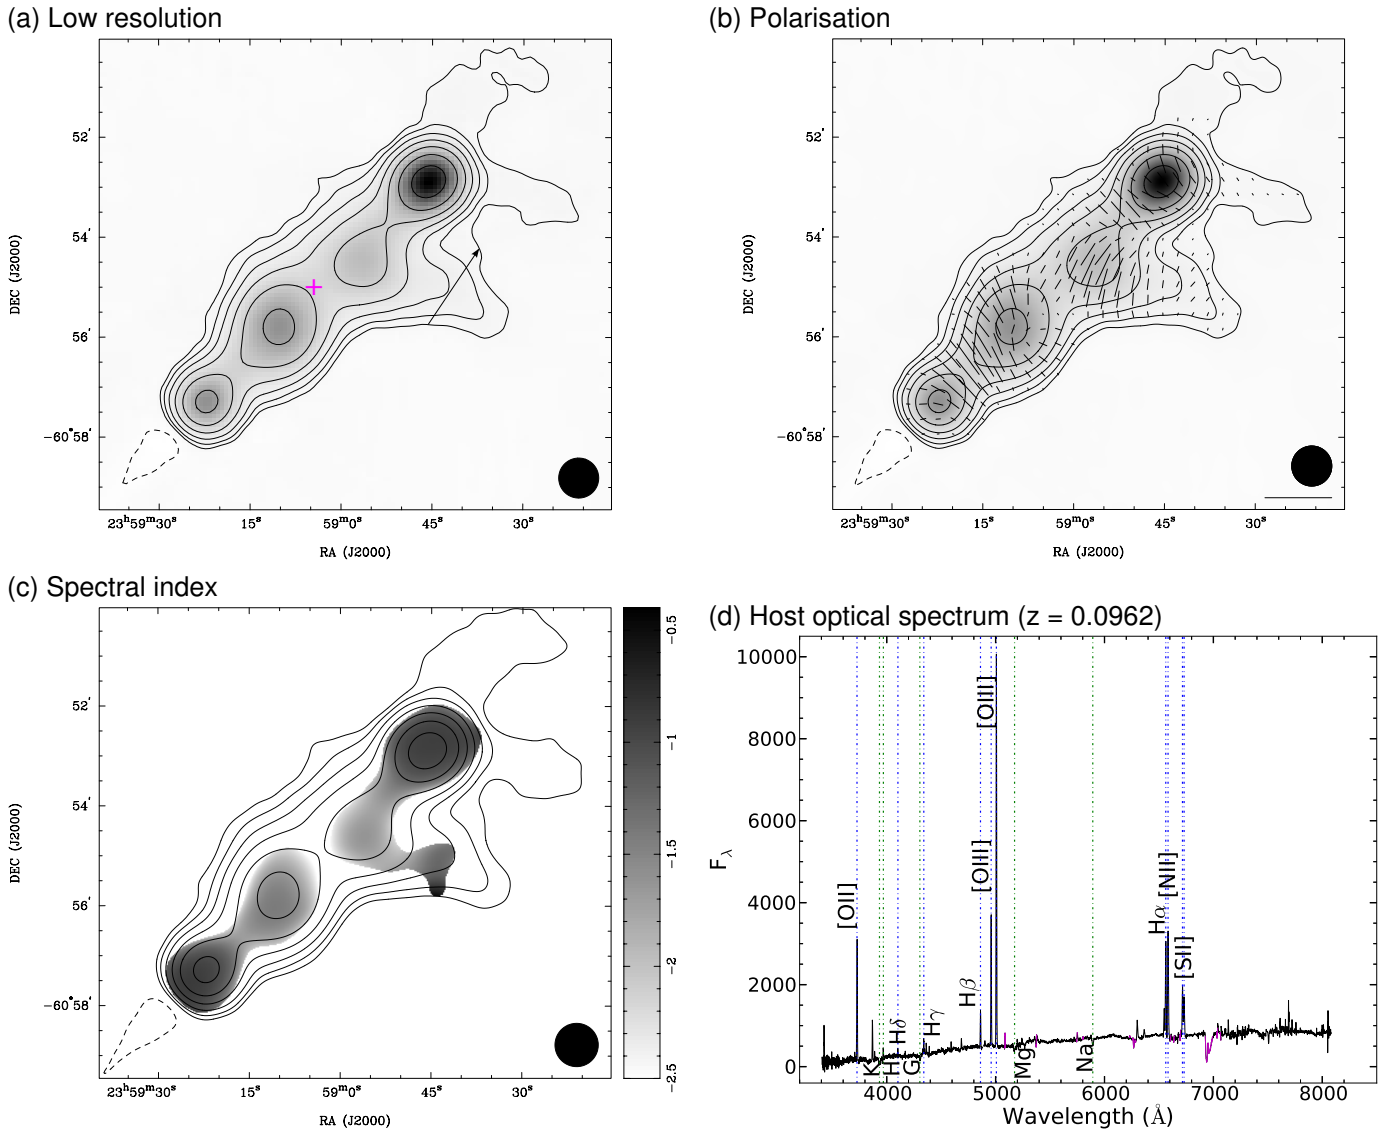 (a) Low resolution
52′
54′
56′
−60°58′
DEC (J2000)
23ʰ59ᵐ30ˢ 15ˢ 59ᵐ0ˢ 45ˢ 30ˢ
RA (J2000)
(b) Polarisation
52′
54′
56′
−60°58′
DEC (J2000)
23ʰ59ᵐ30ˢ 15ˢ 59ᵐ0ˢ 45ˢ 30ˢ
RA (J2000)
(c) Spectral index
52′
54′
56′
−60°58′
DEC (J2000)
23ʰ59ᵐ30ˢ 15ˢ 59ᵐ0ˢ 45ˢ 30ˢ
RA (J2000)
−0.5
−1
−1.5
−2
−2.5
(d) Host optical spectrum (z = 0.0962)
10000
8000
6000
4000
2000
0
F_λ
[OII]
K
H
Hδ
G
Hγ
Hβ
[OIII]
[OIII]
Mg
Na
Hα
[NII]
[SII]
4000 5000 6000 7000 8000
Wavelength (Å)